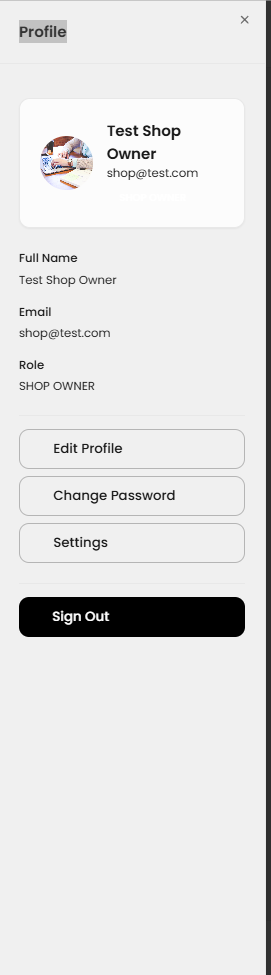 Profile
×
Test Shop
Owner
shop@test.com
Full Name
Test Shop Owner
Email
shop@test.com
Role
SHOP OWNER
Edit Profile
Change Password
Settings
Sign Out